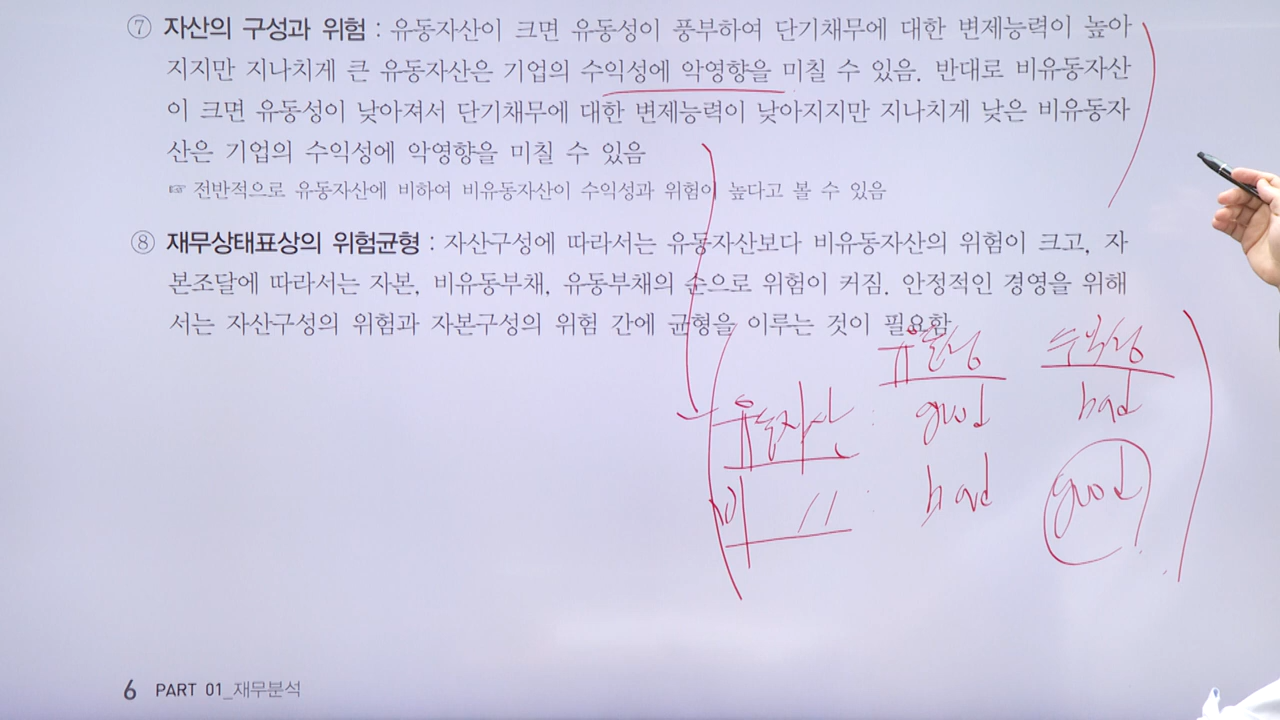 ⑦ 자산의 구성과 위험 : 유동자산이 크면 유동성이 풍부하여 단기채무에 대한 변제능력이 높아
지지만 지나치게 큰 유동자산은 기업의 수익성에 악영향을 미칠 수 있음. 반대로 비유동자산
이 크면 유동성이 낮아져서 단기채무에 대한 변제능력이 낮아지지만 지나치게 낮은 비유동자
산은 기업의 수익성에 악영향을 미칠 수 있음
☞ 전반적으로 유동자산에 비하여 비유동자산이 수익성과 위험이 높다고 볼 수 있음
⑧ 재무상태표상의 위험균형 : 자산구성에 따라서는 유동자산보다 비유동자산의 위험이 크고, 자
본조달에 따라서는 자본, 비유동부채, 유동부채의 순으로 위험이 커짐. 안정적인 경영을 위해
서는 자산구성의 위험과 자본구성의 위험 간에 균형을 이루는 것이 필요함
유동성 수익성
유동자산 : good bad
비 〃 : bad good
6 PART 01_재무분석